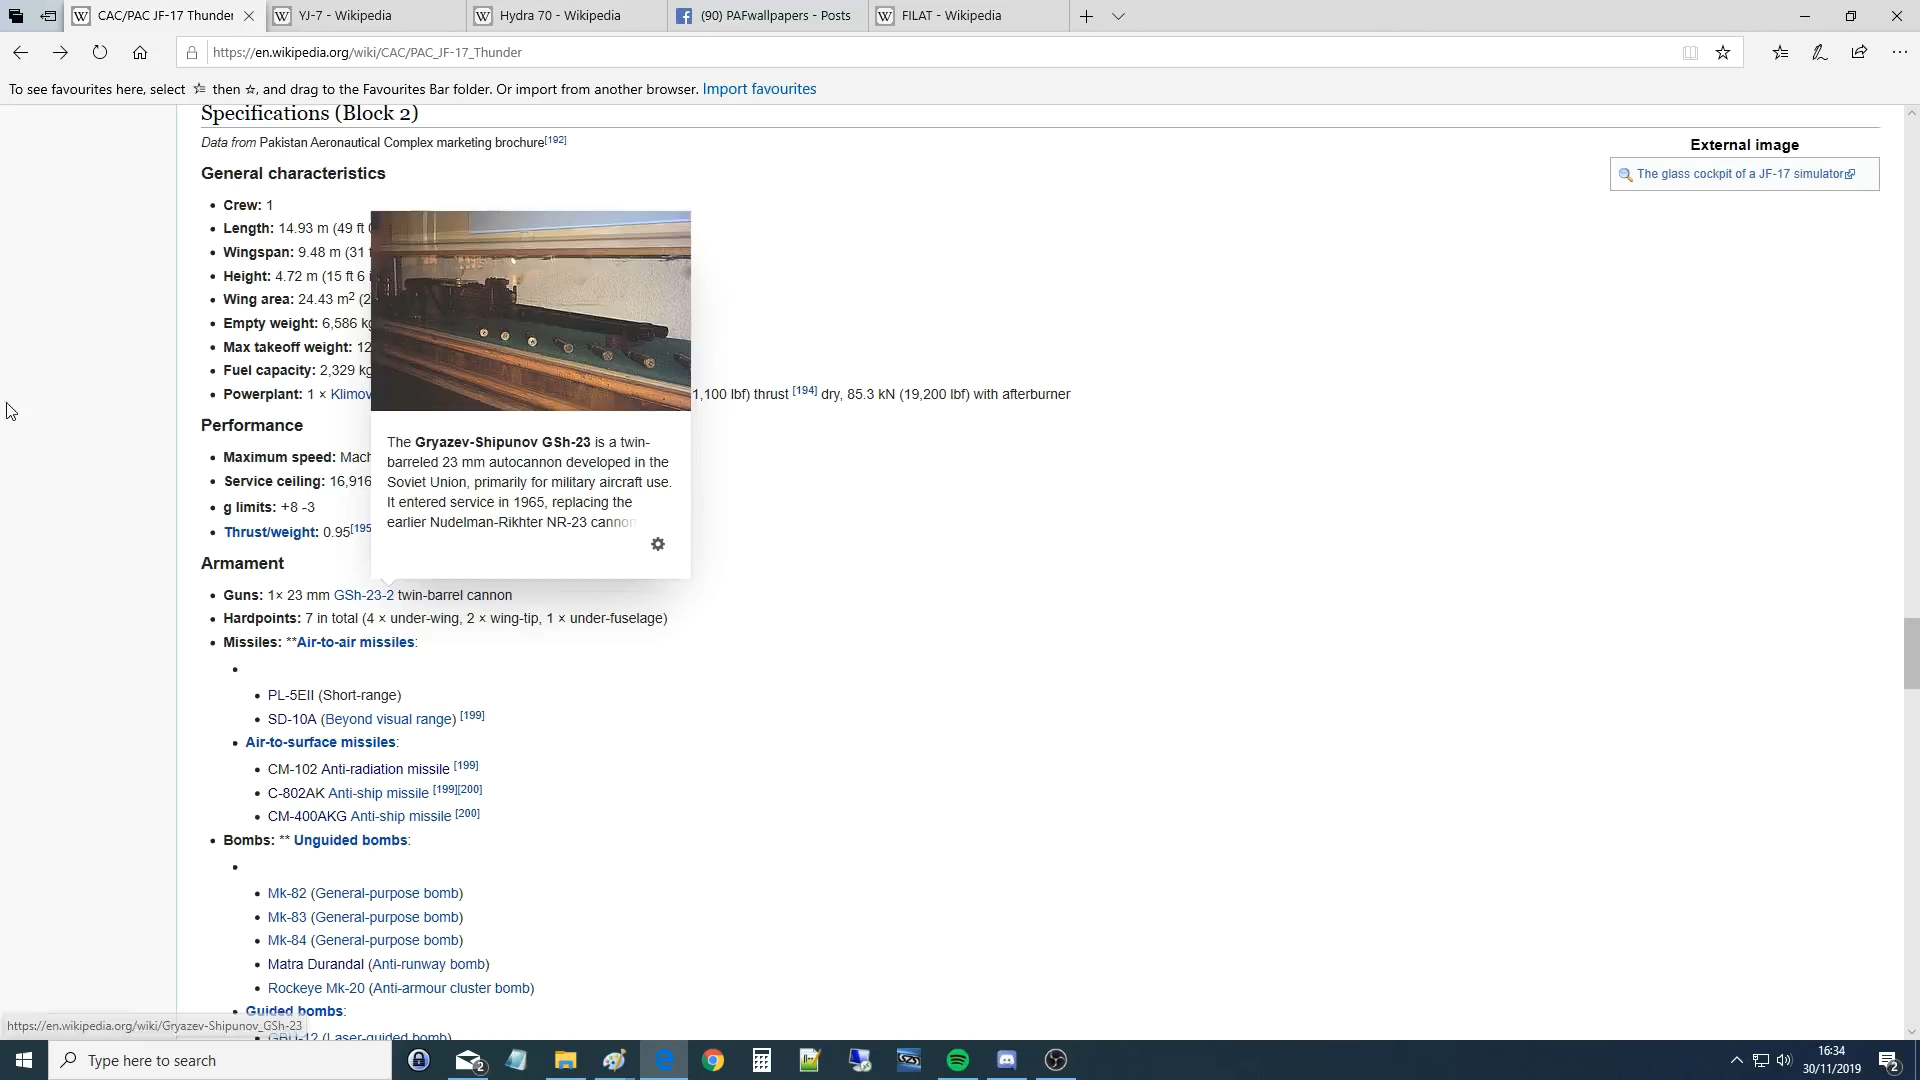 CAC/PAC JF-17 Thunder
YJ-7 - Wikipedia
Hydra 70 - Wikipedia
(90) PAFwallpapers - Posts
FILAT - Wikipedia
https://en.wikipedia.org/wiki/CAC/PAC_JF-17_Thunder
To see favourites here, select ☆ then ☆, and drag to the Favourites Bar folder. Or import from another browser. Import favourites
Specifications (Block 2)
Data from Pakistan Aeronautical Complex marketing brochure[192]
External image
The glass cockpit of a JF-17 simulator
General characteristics
• Crew: 1
• Length: 14.93 m (49 ft
• Wingspan: 9.48 m (31
• Height: 4.72 m (15 ft 6
• Wing area: 24.43 m2 (2
• Empty weight: 6,586 kg
• Max takeoff weight: 12
• Fuel capacity: 2,329 kg
• Powerplant: 1 × Klimov 1,100 lbf) thrust [194] dry, 85.3 kN (19,200 lbf) with afterburner
Performance
• Maximum speed: Mach
• Service ceiling: 16,916
• g limits: +8 -3
• Thrust/weight: 0.95[195
The Gryazev-Shipunov GSh-23 is a twin-
barreled 23 mm autocannon developed in the
Soviet Union, primarily for military aircraft use.
It entered service in 1965, replacing the
earlier Nudelman-Rikhter NR-23 cannon
Armament
• Guns: 1× 23 mm GSh-23-2 twin-barrel cannon
• Hardpoints: 7 in total (4 × under-wing, 2 × wing-tip, 1 × under-fuselage)
• Missiles: **Air-to-air missiles:
• PL-5EII (Short-range)
• SD-10A (Beyond visual range) [199]
• Air-to-surface missiles:
• CM-102 Anti-radiation missile [199]
• C-802AK Anti-ship missile [199][200]
• CM-400AKG Anti-ship missile [200]
• Bombs: ** Unguided bombs:
• Mk-82 (General-purpose bomb)
• Mk-83 (General-purpose bomb)
• Mk-84 (General-purpose bomb)
• Matra Durandal (Anti-runway bomb)
• Rockeye Mk-20 (Anti-armour cluster bomb)
• Guided bombs:
https://en.wikipedia.org/wiki/Gryazev-Shipunov_GSh-23
• GBU-12 (Laser-guided bomb)
Type here to search
2
16:34
30/11/2019
2